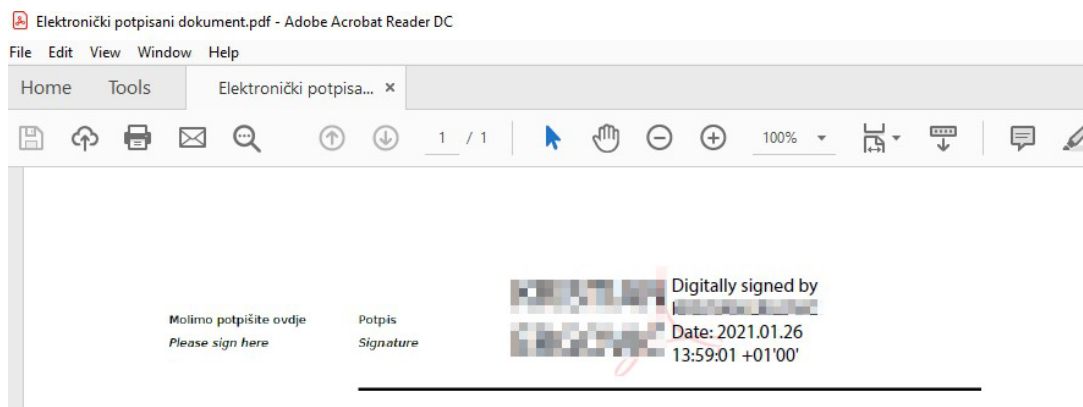 Elektronički potpisani dokument.pdf - Adobe Acrobat Reader DC
File Edit View Window Help
Home Tools Elektronički potpisa... ×
1 / 1 100%
Digitally signed by
Molimo potpišite ovdje Potpis
Date: 2021.01.26
Please sign here Signature
13:59:01 +01'00'